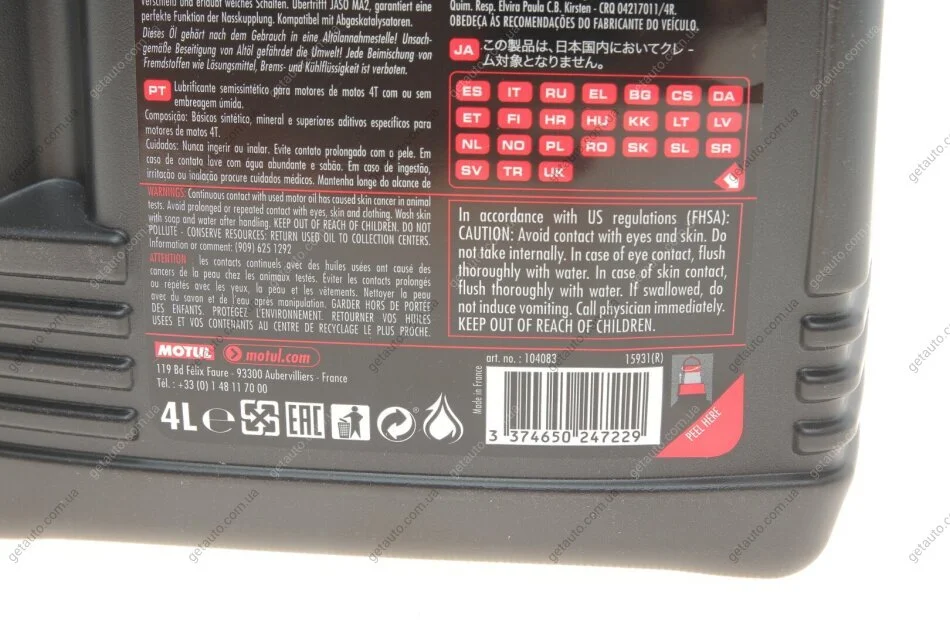 verschleiß und erlaubt weiches Schalten. Übertrifft JASO MA2, garantiert eine
perfekte Funktion der Nasskupplung. Kompatibel mit Abgaskatalysatoren.
Dieses Öl gehört nach dem Gebrauch in eine Altölannahmestelle! Unsach-
gemäße Beseitigung von Altöl gefährdet die Umwelt! Jede Beimischung von
Fremdstoffen wie Lösungsmittel, Brems- und Kühlflüssigkeit ist verboten.
PT Lubrificante semissintético para motores de motos 4T com ou sem
embreagem úmida.
Composição: Básicos sintético, mineral e superiores aditivos específicos para
motores de motos 4T.
Cuidados: Nunca ingerir ou inalar. Evite contato prolongado com a pele. Em
caso de contato lave com água abundante e sabão. Em caso de ingestão,
irritação ou inalação procure cuidados médicos. Mantenha longe do alcance de
WARNINGS: Continuous contact with used motor oil has caused skin cancer in animal
tests. Avoid prolonged or repeated contact with eyes, skin and clothing. Wash skin
with soap and water after handling. KEEP OUT OF REACH OF CHILDREN. DO NOT
POLLUTE - CONSERVE RESOURCES: RETURN USED OIL TO COLLECTION CENTERS.
Information or comment: (909) 625 1292
ATTENTION : les contacts continuels avec des huiles usées ont causé des
cancers de la peau chez les animaux testés. Éviter les contacts prolongés
ou répétés avec les yeux, la peau et les vêtements. Nettoyer la peau
avec du savon et de l'eau après manipulation. GARDER HORS DE PORTÉE
DES ENFANTS. PROTÉGEZ L'ENVIRONNEMENT. RETOURNER VOS HUILES
USÉES ET VOS CONTENANTS AU CENTRE DE RECYCLAGE LE PLUS PROCHE.
MOTUL motul.com
119 Bd Félix Faure - 93300 Aubervilliers - France
Tél. : +33 (0) 1 48 11 70 00
4L e EAC
Quim. Resp. Elvira Paula C.B. Kirsten - CRQ 04217011/4R.
OBEDEÇA ÀS RECOMENDAÇÕES DO FABRICANTE DO VEÍCULO.
JA この製品は、日本国内においてクレー
ム対象となりません。
ES IT RU EL BG CS DA
ET FI HR HU KK LT LV
NL NO PL RO SK SL SR
SV TR UK
In accordance with US regulations (FHSA):
CAUTION: Avoid contact with eyes and skin. Do
not take internally. In case of eye contact, flush
thoroughly with water. In case of skin contact,
flush thoroughly with water. If swallowed, do
not induce vomiting. Call physician immediately.
KEEP OUT OF REACH OF CHILDREN.
art. no. : 104083 15931(R)
Made in France
3 374650 247229
PEEL HERE
getauto.com.ua